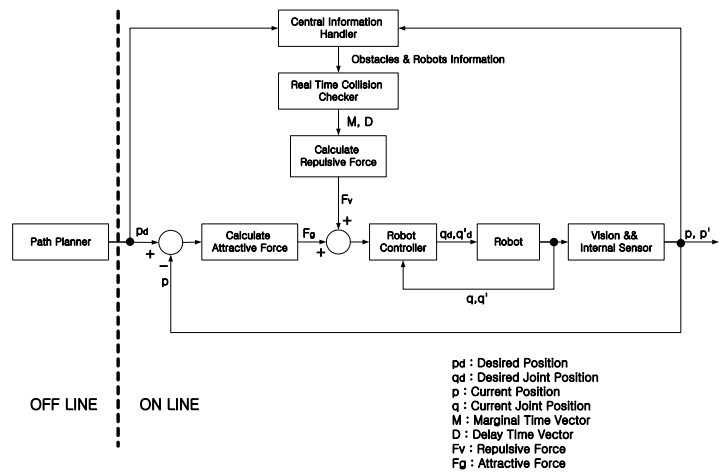 Central Information
Handler
Obstacles & Robots Information
Real Time Collision
Checker
M, D
Calculate
Repulsive Force
Fv
+
Path Planner
pd
+
−
p
Calculate
Attractive Force
Fg
+
Robot
Controller
qd,q'd
Robot
Vision &&
Internal Sensor
p, p'
q,q'
OFF LINE
ON LINE
pd : Desired Position
qd : Desired Joint Position
p : Current Position
q : Current Joint Position
M : Marginal Time Vector
D : Delay Time Vector
Fv : Repulsive Force
Fg : Attractive Force